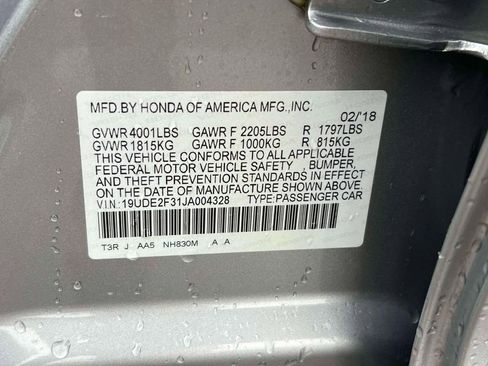 MFD.BY HONDA OF AMERICA MFG.,INC.
02/'18
GVWR 4001LBS GAWR F 2205LBS R 1797LBS
GVWR 1815KG GAWR F 1000KG R 815KG
THIS VEHICLE CONFORMS TO ALL APPLICABLE
FEDERAL MOTOR VEHICLE SAFETY , BUMPER,
AND THEFT PREVENTION STANDARDS IN EFFECT
ON THE DATE OF MANUFACTURE SHOWN ABOVE.
V.I.N.:19UDE2F31JA004328 TYPE:PASSENGER CAR
T3R J AA5 NH830M A A